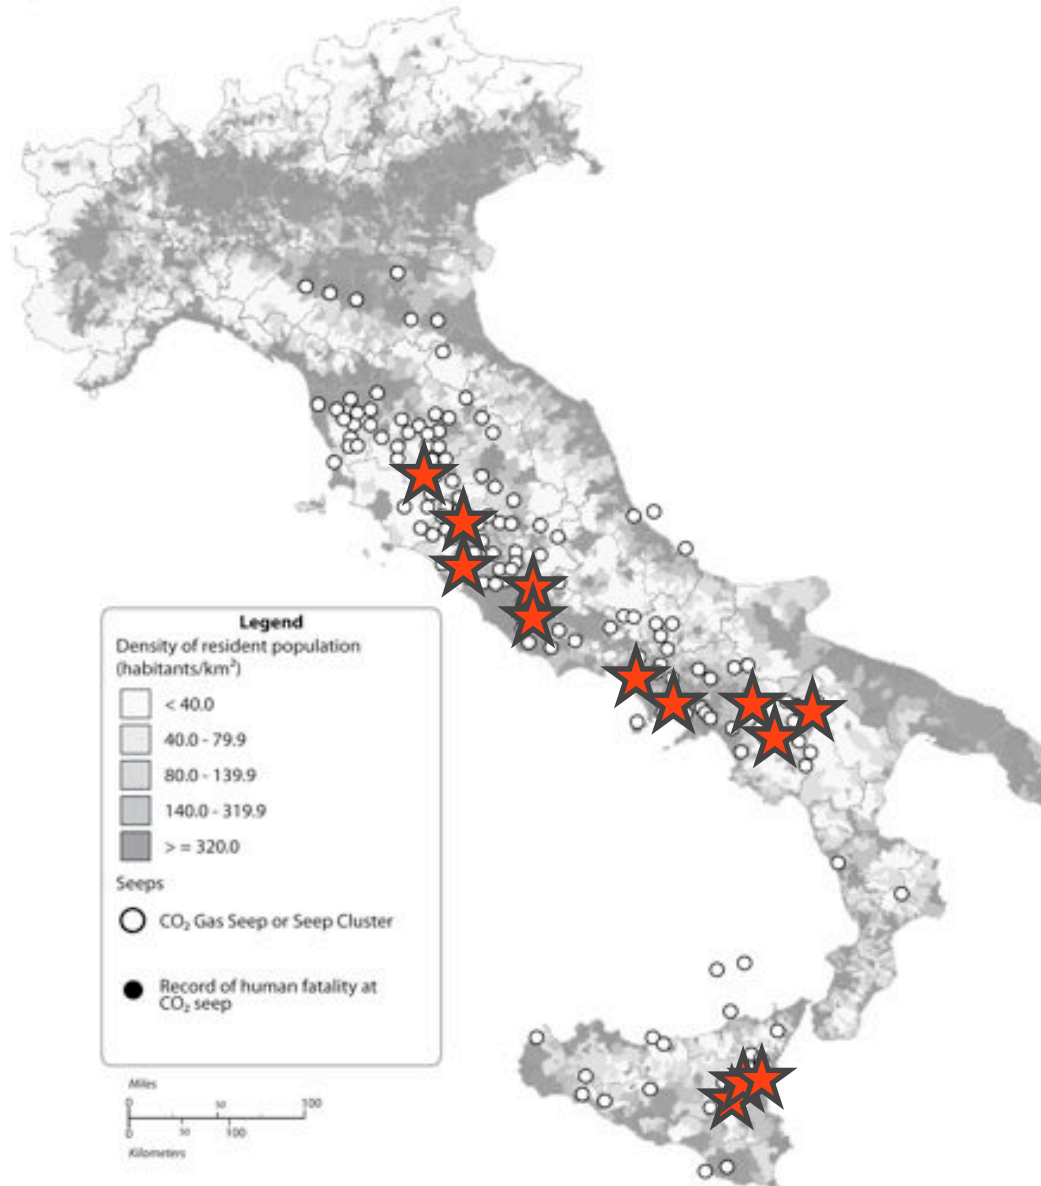 Legend
Density of resident population
(habitants/km²)
< 40.0
40.0 - 79.9
80.0 - 139.9
140.0 - 319.9
> = 320.0
Seeps
CO₂ Gas Seep or Seep Cluster
Record of human fatality at
CO₂ seep
Miles
0 50 100
0 50 100
Kilometers